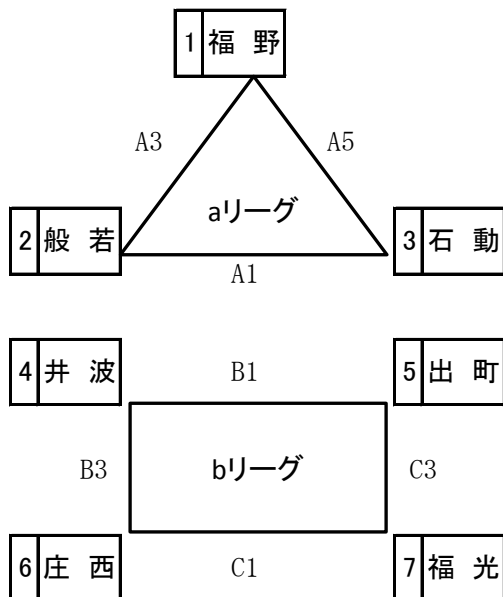 1 福 野
A3 A5
aリーグ
2 般 若 3 石 動
A1
4 井 波 B1 5 出 町
B3 bリーグ C3
6 庄 西 C1 7 福 光